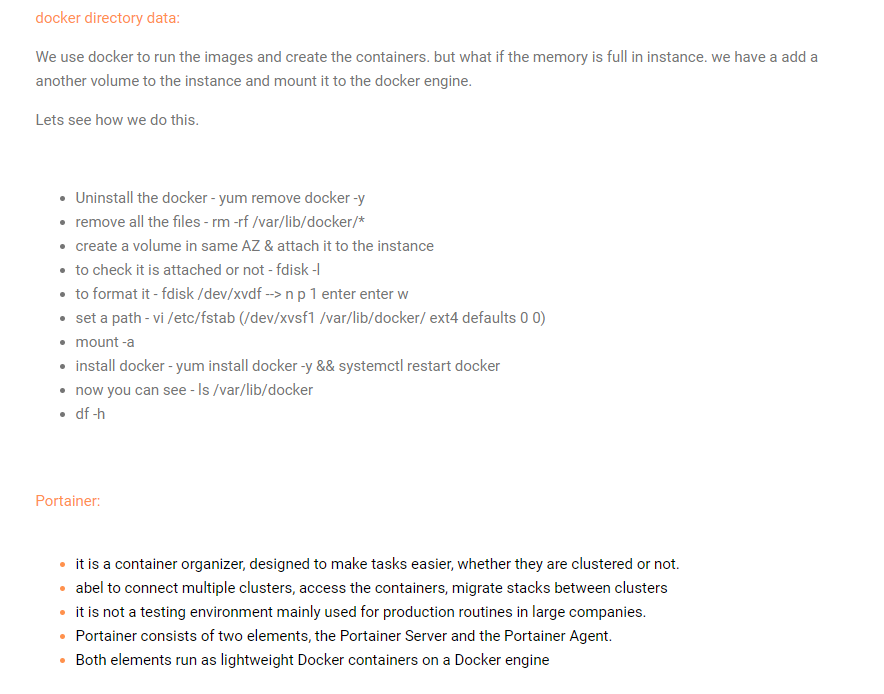 docker directory data:
We use docker to run the images and create the containers. but what if the memory is full in instance. we have a add a
another volume to the instance and mount it to the docker engine.
Lets see how we do this.
• Uninstall the docker - yum remove docker -y
• remove all the files - rm -rf /var/lib/docker/*
• create a volume in same AZ & attach it to the instance
• to check it is attached or not - fdisk -l
• to format it - fdisk /dev/xvdf --> n p 1 enter enter w
• set a path - vi /etc/fstab (/dev/xvsf1 /var/lib/docker/ ext4 defaults 0 0)
• mount -a
• install docker - yum install docker -y && systemctl restart docker
• now you can see - ls /var/lib/docker
• df -h
Portainer:
• it is a container organizer, designed to make tasks easier, whether they are clustered or not.
• abel to connect multiple clusters, access the containers, migrate stacks between clusters
• it is not a testing environment mainly used for production routines in large companies.
• Portainer consists of two elements, the Portainer Server and the Portainer Agent.
• Both elements run as lightweight Docker containers on a Docker engine